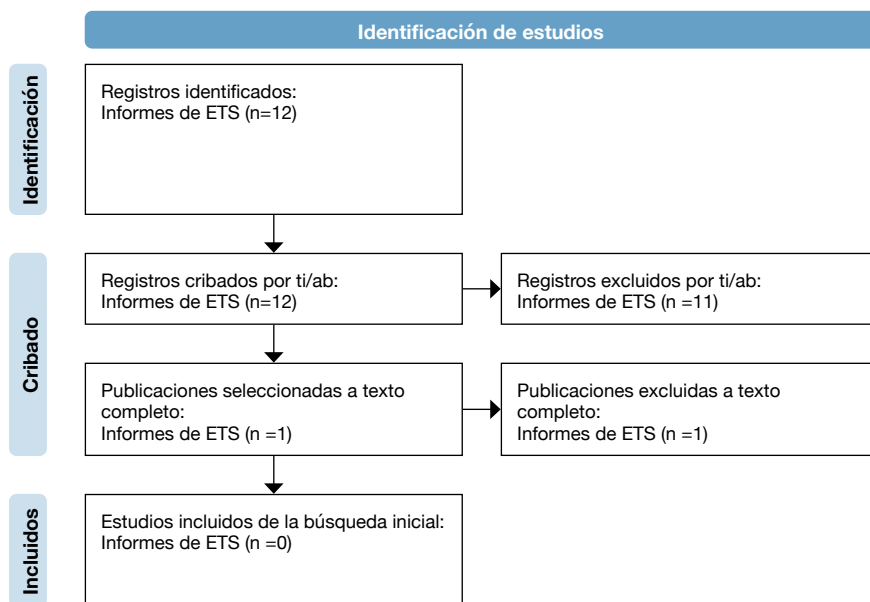 Identificación de estudios
Identificación
Registros identificados:
Informes de ETS (n=12)
Cribado
Registros cribados por ti/ab:
Informes de ETS (n=12)
Registros excluidos por ti/ab:
Informes de ETS (n =11)
Publicaciones seleccionadas a texto
completo:
Informes de ETS (n =1)
Publicaciones excluidas a texto
completo:
Informes de ETS (n =1)
Incluidos
Estudios incluidos de la búsqueda inicial:
Informes de ETS (n =0)